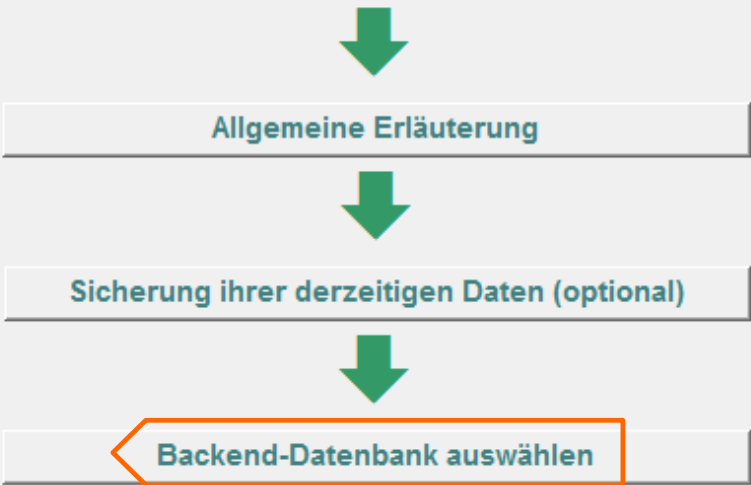 Allgemeine Erläuterung
Sicherung ihrer derzeitigen Daten (optional)
Backend-Datenbank auswählen